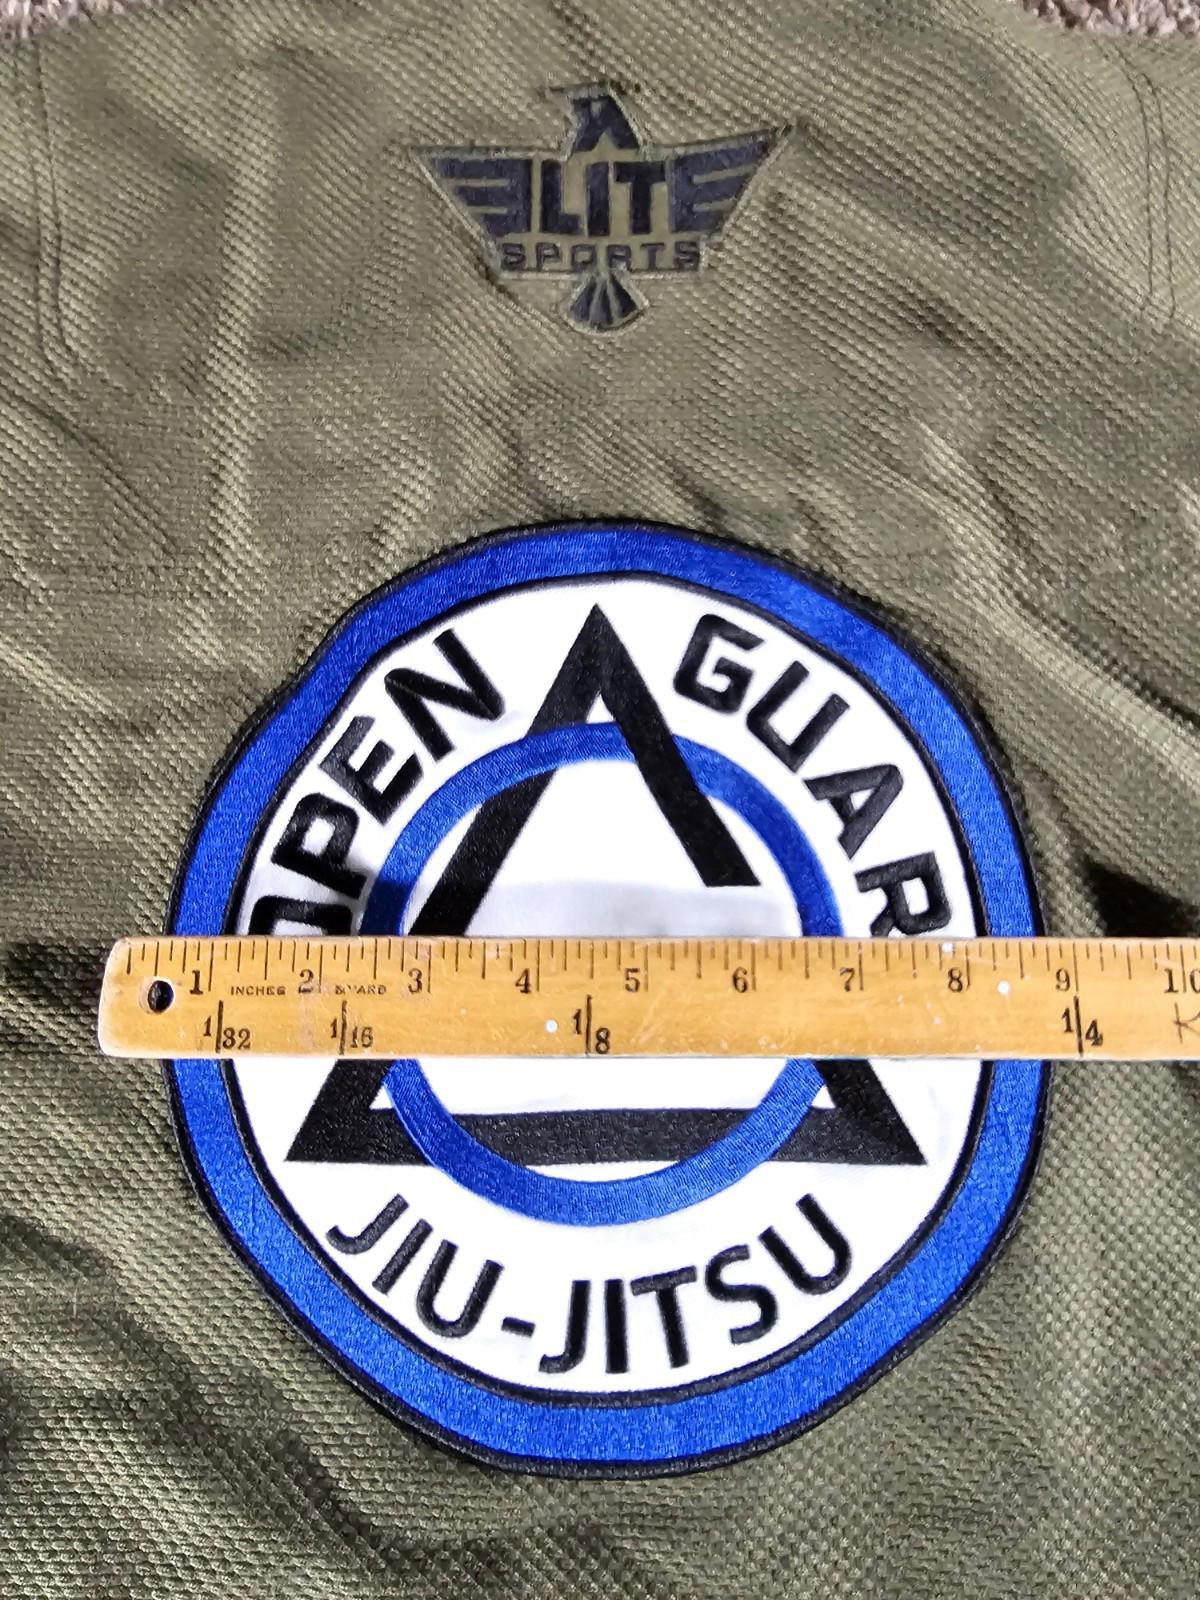 ELITE
SPORTS
OPEN GUAR
1 2 3 4 5 6 7 8 9 10
INCHES
1/32 1/16 1/8 1/4
JIU-JITSU